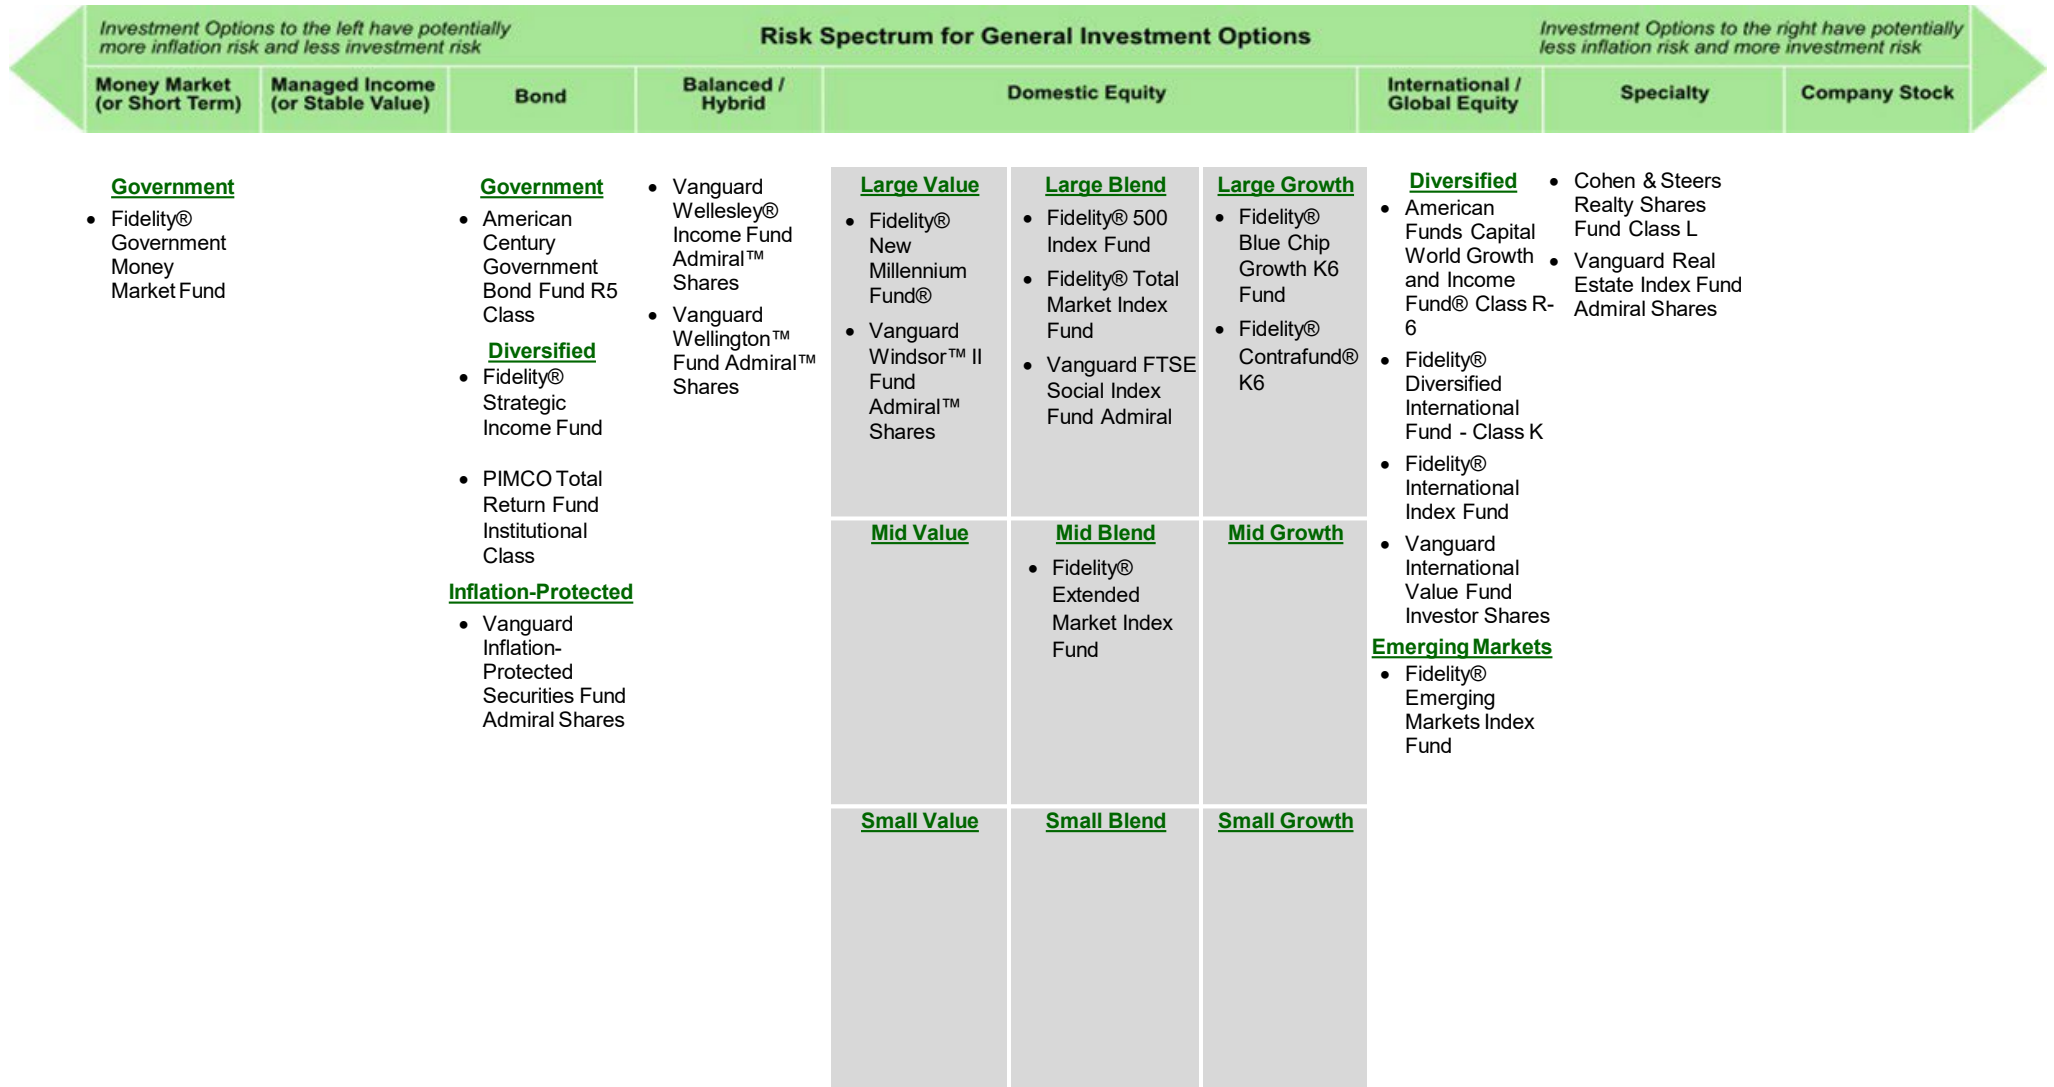 Investment Options to the left have potentially
more inflation risk and less investment risk
Risk Spectrum for General Investment Options
Investment Options to the right have potentially
less inflation risk and more investment risk
Money Market
(or Short Term)
Managed Income
(or Stable Value)
Bond
Balanced /
Hybrid
Domestic Equity
International /
Global Equity
Specialty
Company Stock
Government
• Fidelity®
Government
Money
Market Fund
Government
• American
Century
Government
Bond Fund R5
Class
Diversified
• Fidelity®
Strategic
Income Fund
• PIMCO Total
Return Fund
Institutional
Class
Inflation-Protected
• Vanguard
Inflation-
Protected
Securities Fund
Admiral Shares
• Vanguard
Wellesley®
Income Fund
Admiral™
Shares
• Vanguard
Wellington™
Fund Admiral™
Shares
Large Value
• Fidelity®
New
Millennium
Fund®
• Vanguard
Windsor™ II
Fund
Admiral™
Shares
Large Blend
• Fidelity® 500
Index Fund
• Fidelity® Total
Market Index
Fund
• Vanguard FTSE
Social Index
Fund Admiral
Large Growth
• Fidelity®
Blue Chip
Growth K6
Fund
• Fidelity®
Contrafund®
K6
Mid Value
Mid Blend
• Fidelity®
Extended
Market Index
Fund
Mid Growth
Small Value
Small Blend
Small Growth
Diversified
• American
Funds Capital
World Growth
and Income
Fund® Class R-
6
• Fidelity®
Diversified
International
Fund - Class K
• Fidelity®
International
Index Fund
• Vanguard
International
Value Fund
Investor Shares
Emerging Markets
• Fidelity®
Emerging
Markets Index
Fund
• Cohen & Steers
Realty Shares
Fund Class L
• Vanguard Real
Estate Index Fund
Admiral Shares